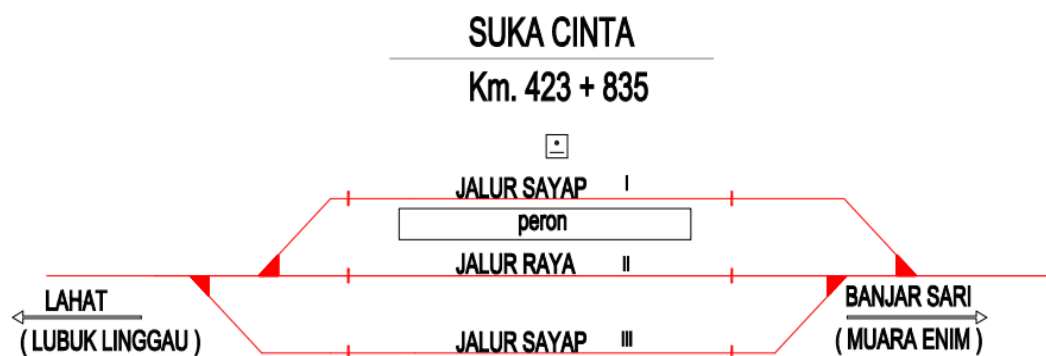 SUKA CINTA
Km. 423 + 835
JALUR SAYAP I
peron
JALUR RAYA II
LAHAT
( LUBUK LINGGAU )
BANJAR SARI
( MUARA ENIM )
JALUR SAYAP III